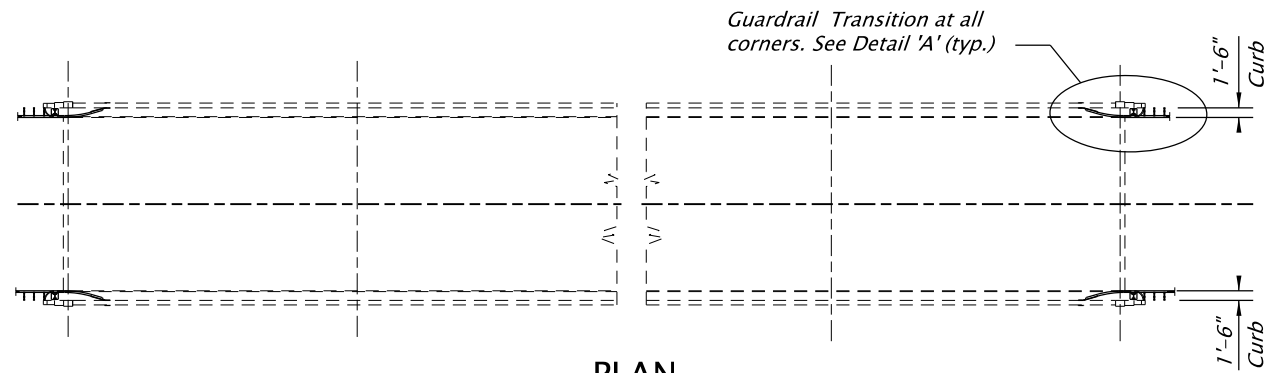 Guardrail Transition at all
corners. See Detail 'A' (typ.)
1'-6"
Curb
1'-6"
Curb
PLAN